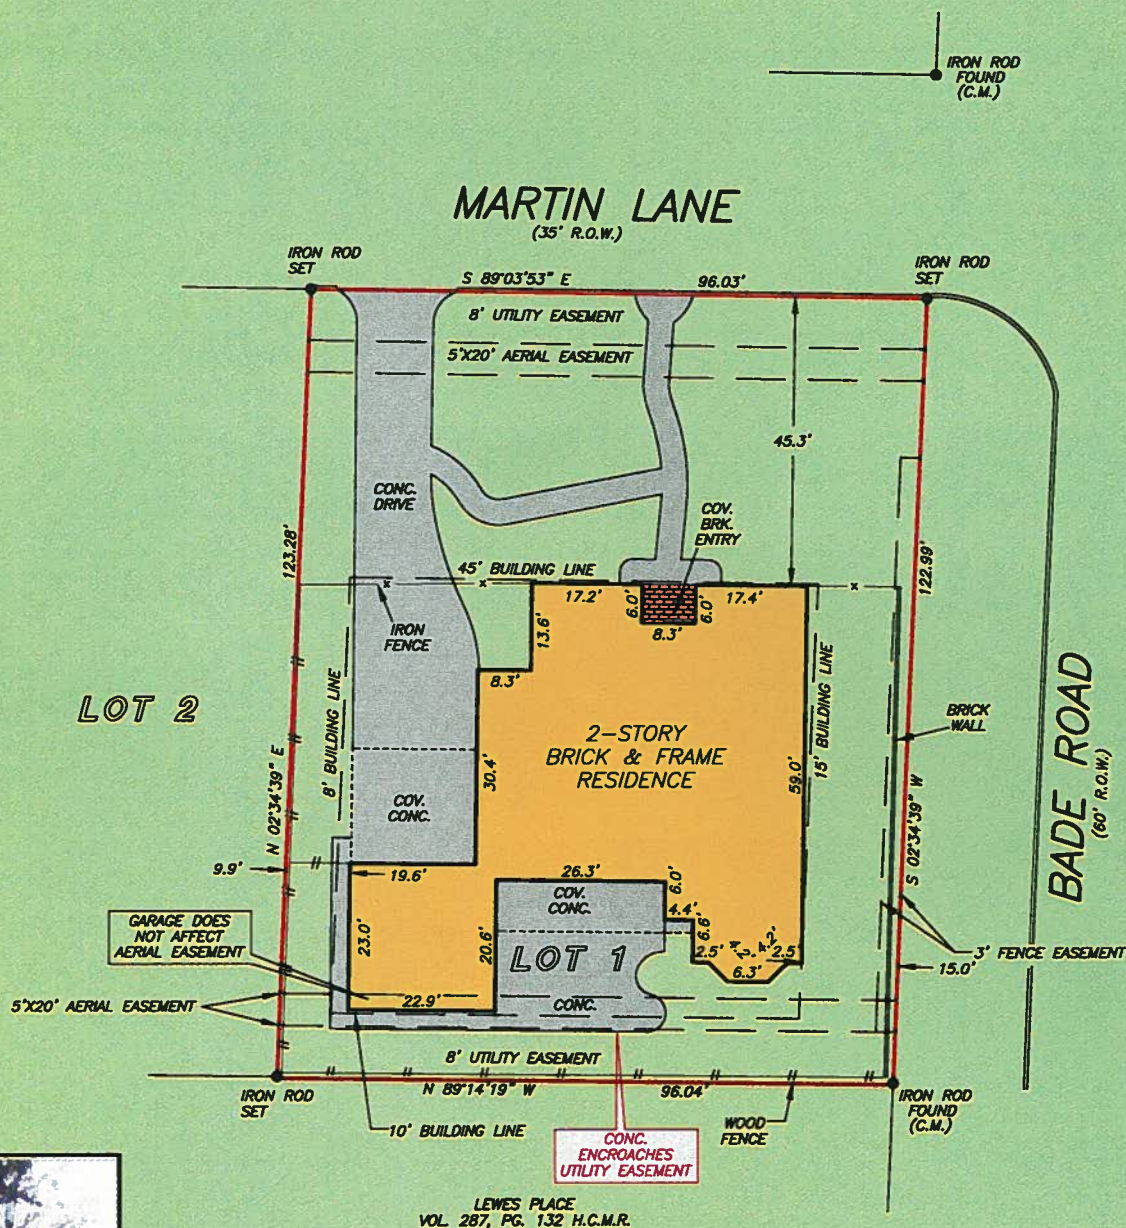 IRON ROD
FOUND
(C.M.)
MARTIN LANE
(35' R.O.W.)
IRON ROD
SET
S 89°03'53" E
96.03'
IRON ROD
SET
8' UTILITY EASEMENT
5'X20' AERIAL EASEMENT
45.3'
CONC.
DRIVE
COV.
BRK.
ENTRY
123.28'
122.99'
45' BUILDING LINE
17.2'
6.0'
6.0'
17.4'
8.3'
IRON
FENCE
13.6'
8.3'
LOT 2
8' BUILDING LINE
2-STORY
BRICK & FRAME
RESIDENCE
15' BUILDING LINE
BRICK
WALL
BADE ROAD
(60' R.O.W.)
30.4'
59.0'
COV.
CONC.
N 02°34'39" E
S 02°34'39" W
9.9'
19.6'
26.3'
COV.
CONC.
6.0'
4.4'
6.6'
GARAGE DOES
NOT AFFECT
AERIAL EASEMENT
23.0'
20.6'
LOT 1
2.5'
4.2'
4.2'
2.5'
6.3'
3' FENCE EASEMENT
15.0'
5'X20' AERIAL EASEMENT
22.9'
CONC.
8' UTILITY EASEMENT
IRON ROD
SET
N 89°14'19" W
96.04'
IRON ROD
FOUND
(C.M.)
10' BUILDING LINE
WOOD
FENCE
CONC.
ENCROACHES
UTILITY EASEMENT
LEWES PLACE
VOL. 287, PG. 132 H.C.M.R.